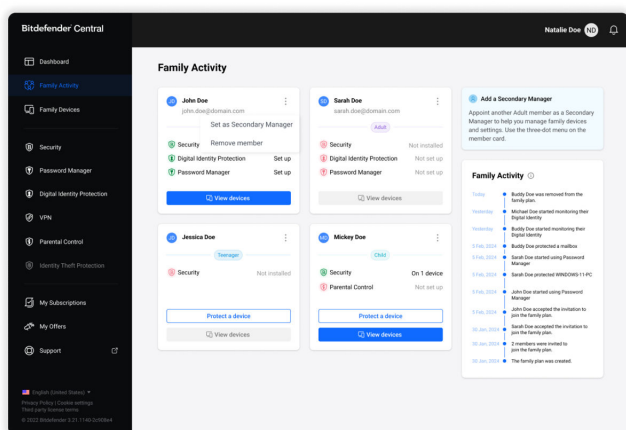 Bitdefender Central
Natalie Doe ND
Dashboard
Family Activity
Family Devices
Security
Password Manager
Digital Identity Protection
VPN
Parental Control
Identity Theft Protection
My Subscriptions
My Offers
Support
English (United States)
Privacy Policy | Cookie settings
Third party license terms
Family Activity
JD John Doe
john.doe@domain.com
Set as Secondary Manager
Remove member
Security
Digital Identity Protection Set up
Password Manager Set up
View devices
SD Sarah Doe
sarah.doe@domain.com
Adult
Security Not installed
Digital Identity Protection Not set up
Password Manager Not set up
View devices
JD Jessica Doe
Teenager
Security Not installed
Protect a device
View devices
MD Mickey Doe
Child
Security On 1 device
Parental Control Not set up
Protect a device
View devices
Add a Secondary Manager
Appoint another Adult member as a Secondary
Manager to help you manage family devices
and settings. Use the three-dot menu on the
member card.
Family Activity
Today Buddy Doe was removed from the
family plan.
Yesterday Michael Doe started monitoring their
Digital Identity
Yesterday Buddy Doe started monitoring their
Digital Identity
5 Feb, 2024 Buddy Doe protected a mailbox
5 Feb, 2024 Sarah Doe started using Password
Manager
5 Feb, 2024 Sarah Doe protected WINDOWS-11-PC
5 Feb, 2024 John Doe started using Password
Manager
5 Feb, 2024 John Doe accepted the invitation to
join the family plan.
30 Jan, 2024 Sarah Doe accepted the invitation to
join the family plan.
30 Jan, 2024 2 members were invited to
join the family plan.
30 Jan, 2024 The family plan was created.